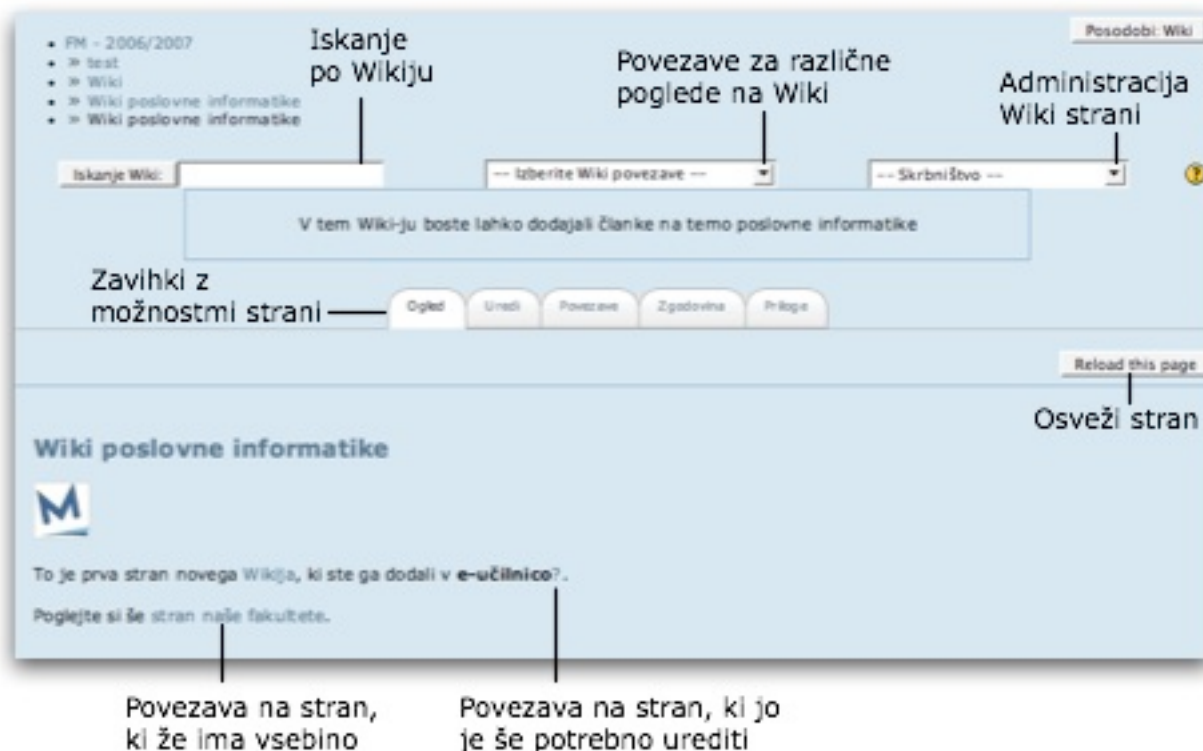 FM - 2006/2007
» test
» Wiki
» Wiki poslovne informatike
» Wiki poslovne informatike
Iskanje
po Wikiju
Povezave za različne
poglede na Wiki
Posodobi: Wiki
Administracija
Wiki strani
Iskanje Wiki:
--- Izberite Wiki povezave ---
--- Skrbništvo ---
?
V tem Wiki-ju boste lahko dodajali članke na temo poslovne informatike
Zavihki z
možnostmi strani
Ogled
Uredi
Povezave
Zgodovina
Priloge
Reload this page
Osveži stran
Wiki poslovne informatike
M
To je prva stran novega Wikija, ki ste ga dodali v e-učilnico?.
Poglejte si še stran naše fakultete.
Povezava na stran,
ki že ima vsebino
Povezava na stran, ki jo
je še potrebno urediti